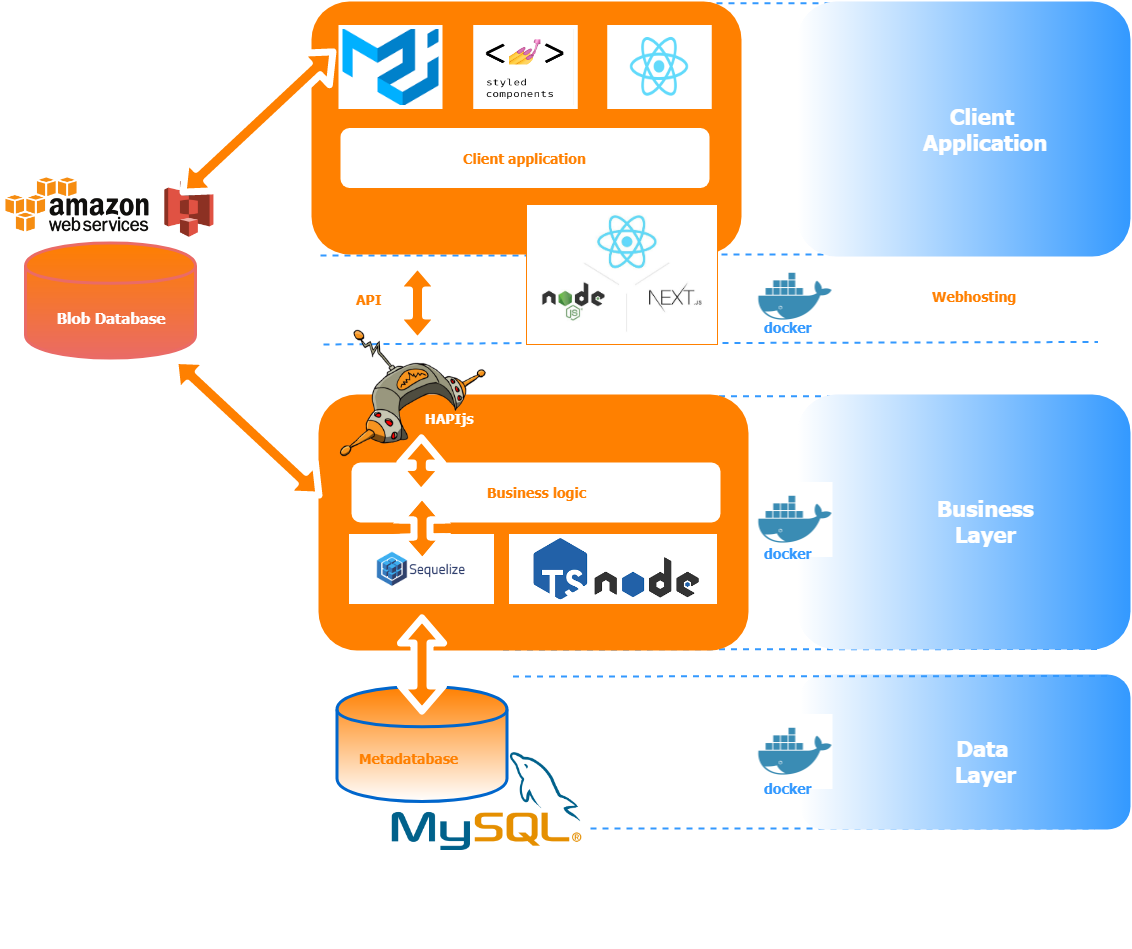 styled
components
Client application
Client
Application
amazon
web services
Blob Database
API
node
JS
NEXT.JS
docker
Webhosting
HAPIjs
Business logic
Sequelize
TS
node
docker
Business
Layer
Metadatabase
MySQL®
docker
Data
Layer